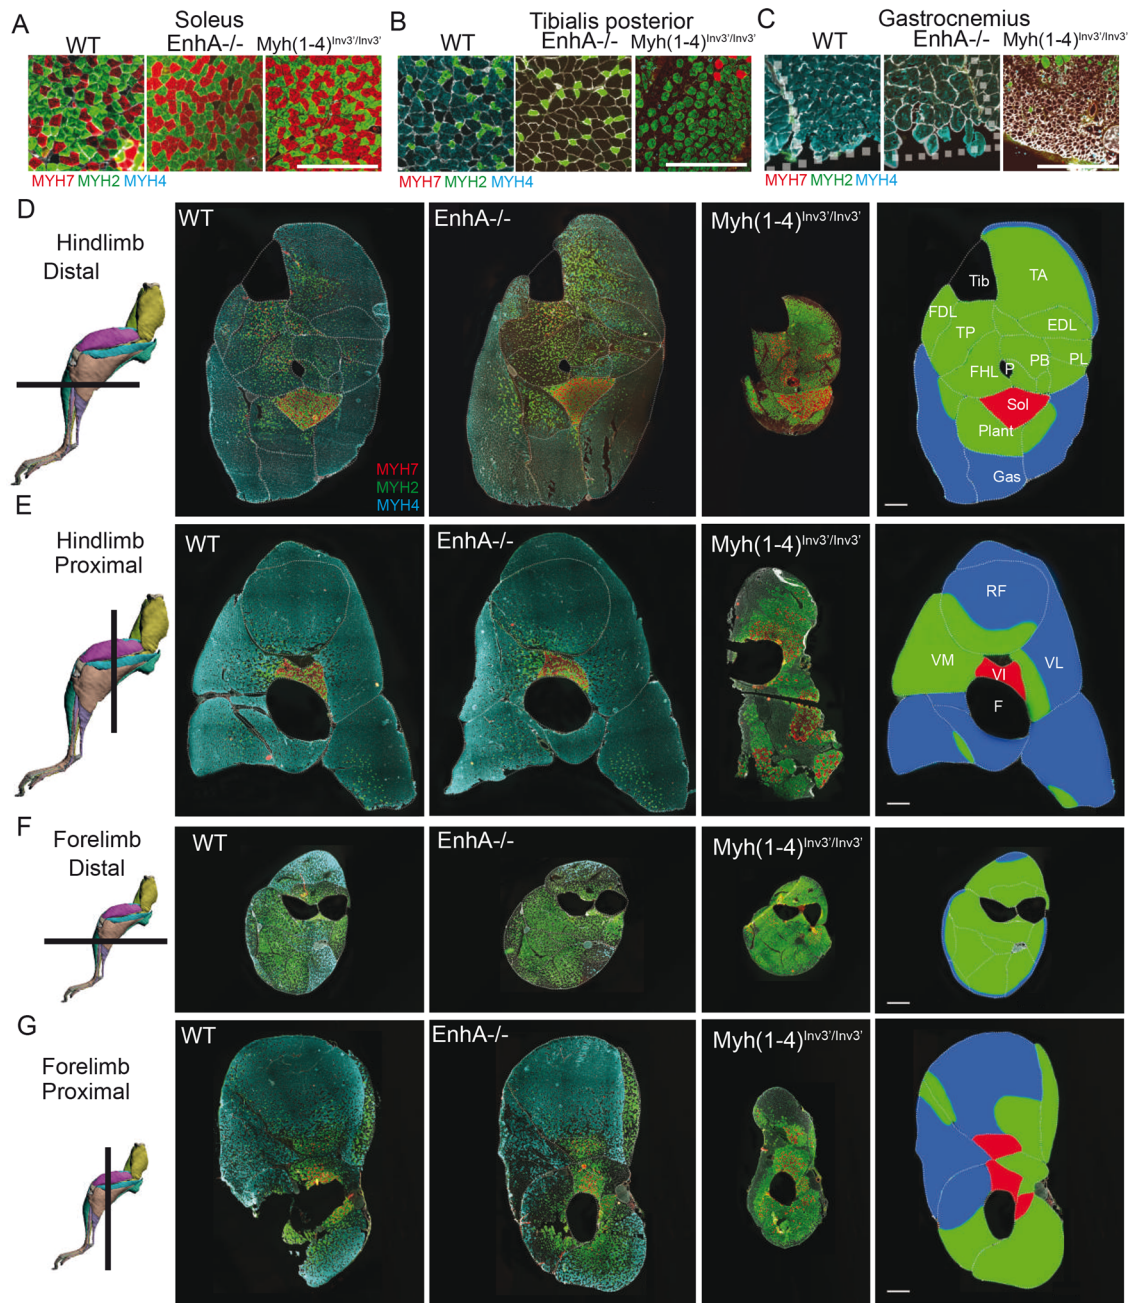 A
Soleus
WT
EnhA-/-
Myh(1-4)Inv3'/Inv3'
MYH7 MYH2 MYH4
B
Tibialis posterior
WT
EnhA-/-
Myh(1-4)Inv3'/Inv3'
MYH7 MYH2 MYH4
C
Gastrocnemius
WT
EnhA-/-
Myh(1-4)Inv3'/Inv3'
MYH7 MYH2 MYH4
D
Hindlimb
Distal
WT
MYH7
MYH2
MYH4
EnhA-/-
Myh(1-4)Inv3'/Inv3'
Tib
TA
FDL
TP
EDL
FHL
P
PB
PL
Sol
Plant
Gas
E
Hindlimb
Proximal
WT
EnhA-/-
Myh(1-4)Inv3'/Inv3'
RF
VM
VI
VL
F
F
Forelimb
Distal
WT
EnhA-/-
Myh(1-4)Inv3'/Inv3'
G
Forelimb
Proximal
WT
EnhA-/-
Myh(1-4)Inv3'/Inv3'